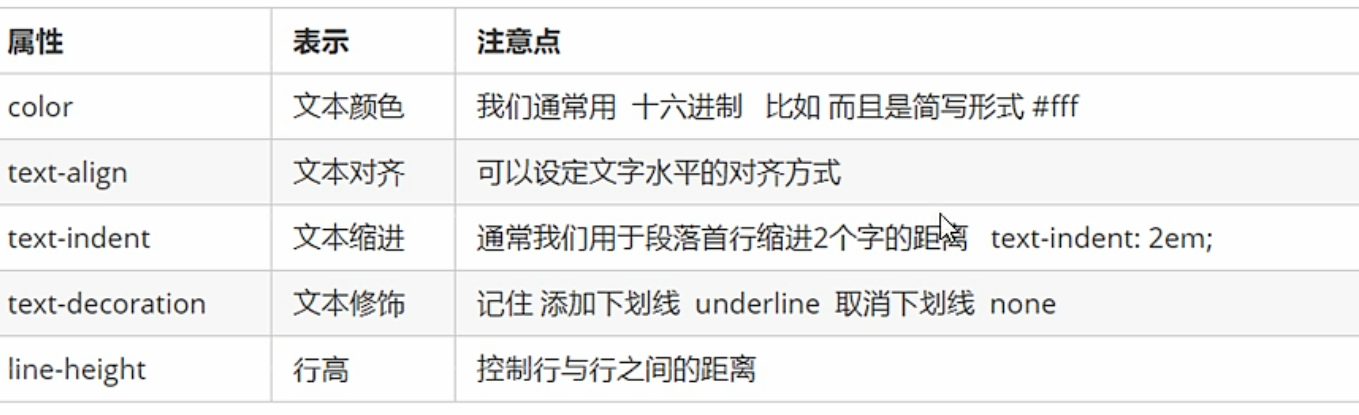 属性 表示 注意点
color 文本颜色 我们通常用 十六进制 比如 而且是简写形式 #fff
text-align 文本对齐 可以设定文字水平的对齐方式
text-indent 文本缩进 通常我们用于段落首行缩进2个字的距离 text-indent: 2em;
text-decoration 文本修饰 记住 添加下划线 underline 取消下划线 none
line-height 行高 控制行与行之间的距离